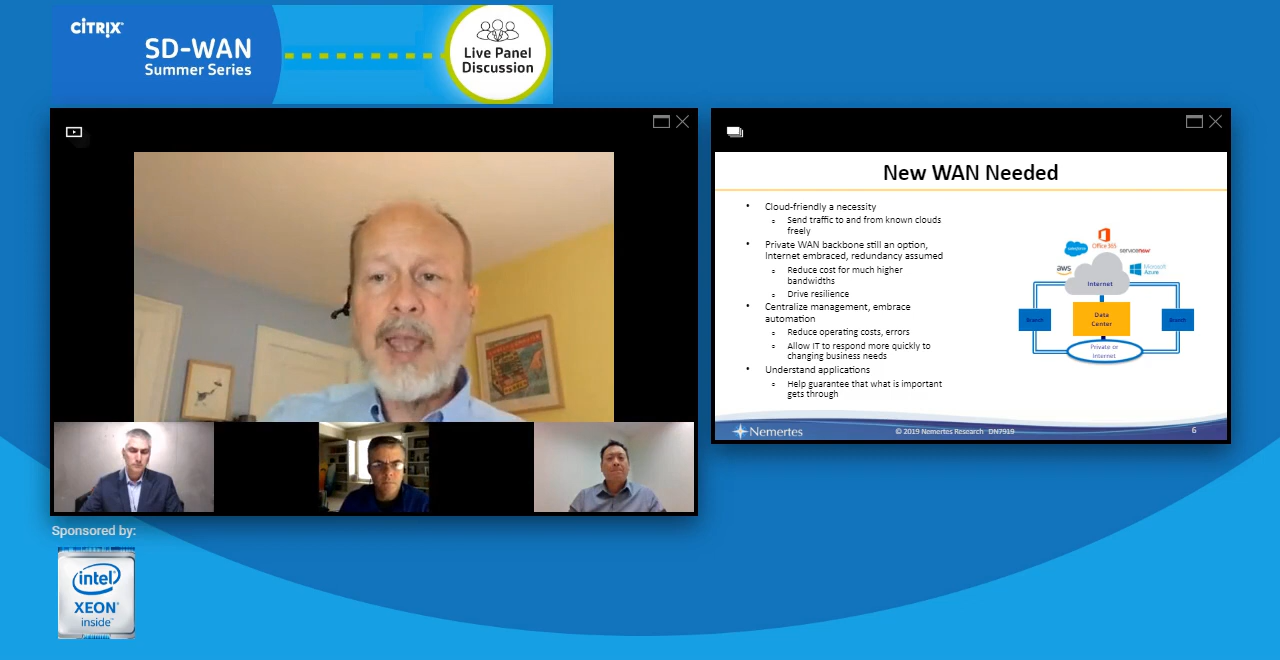 CITRIX
SD-WAN
Summer Series
Live Panel
Discussion
New WAN Needed
• Cloud-friendly a necessity
Send traffic to and from known clouds
freely
• Private WAN backbone still an option,
Internet embraced, redundancy assumed
Reduce cost for much higher
bandwidths
Drive resilience
• Centralize management, embrace
automation
Reduce operating costs, errors
Allow IT to respond more quickly to
changing business needs
• Understand applications
Help guarantee that what is important
gets through
Office 365
salesforce
servicenow
aws
Microsoft
Azure
Internet
Branch
Data
Center
Branch
Private or
Internet
Nemertes
© 2019 Nemertes Research DN7919
6
Sponsored by:
intel
XEON
inside